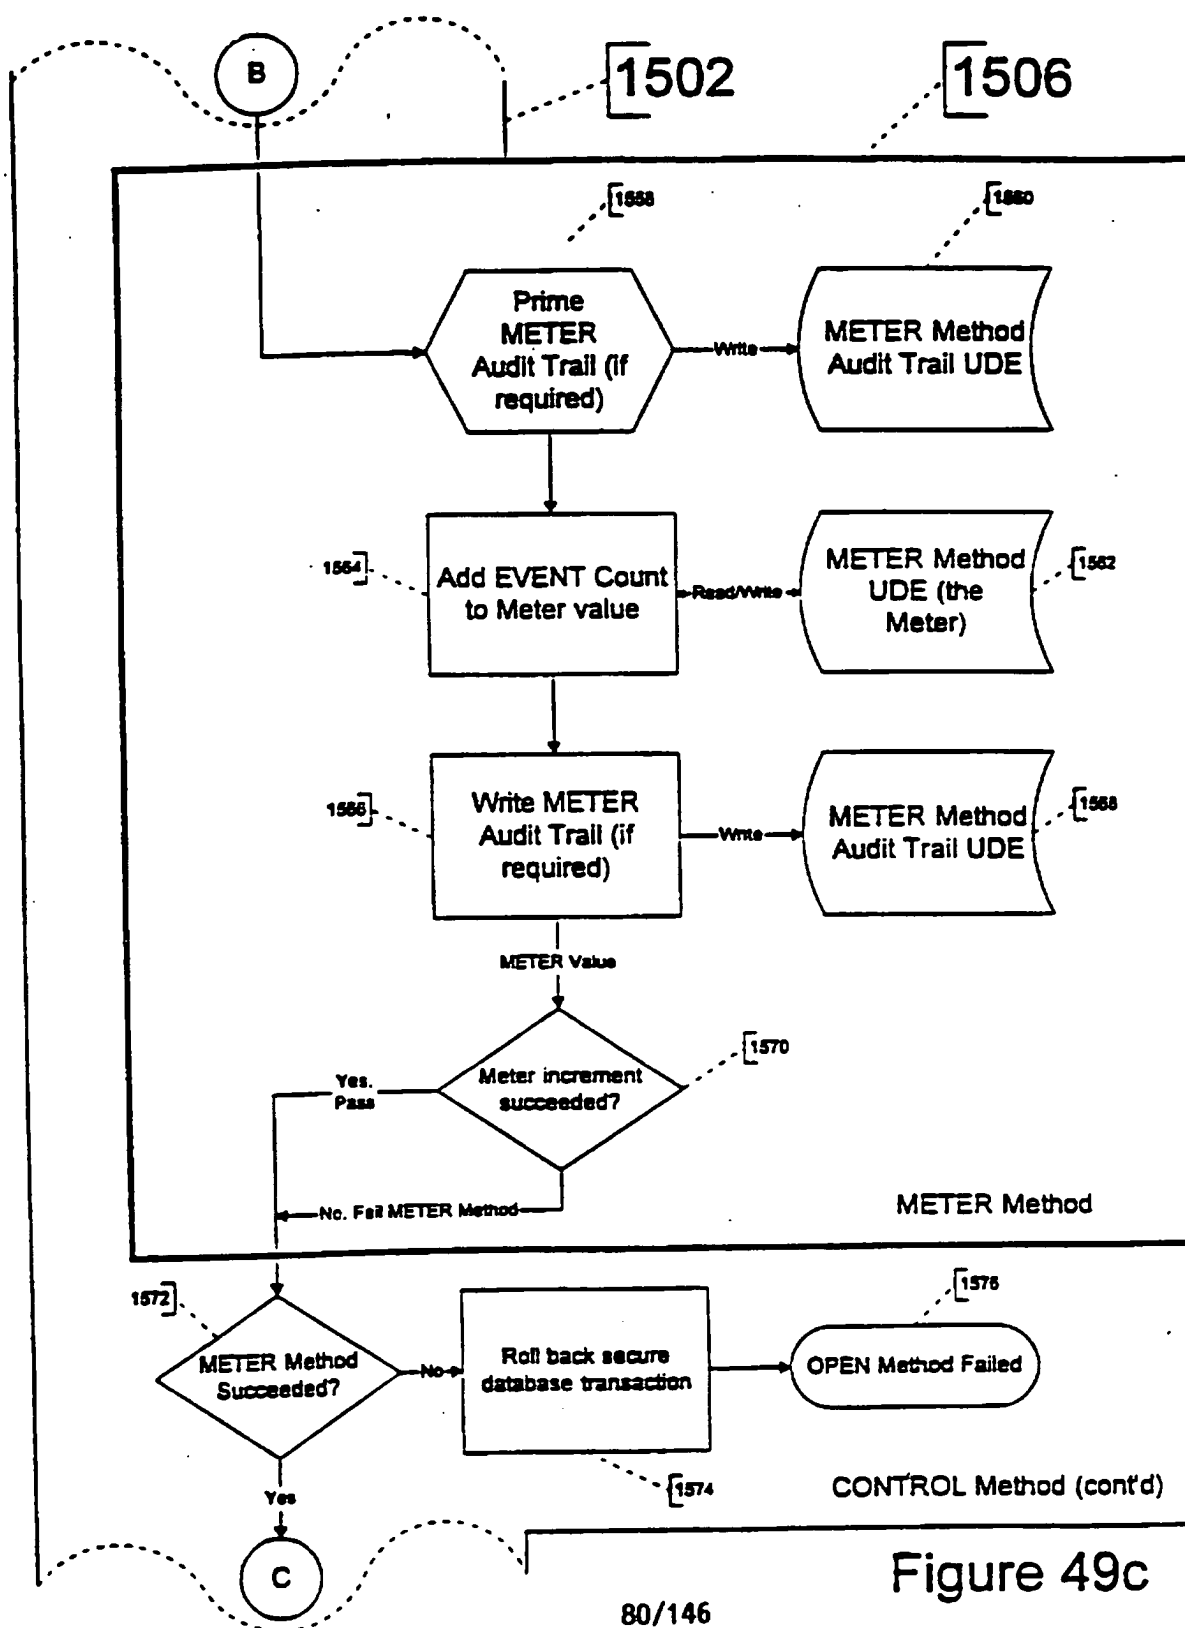 B
1502
1506
1558
1560
Prime
METER
Audit Trail (if
required)
Write
METER Method
Audit Trail UDE
1564
Add EVENT Count
to Meter value
Read/Write
METER Method
UDE (the
Meter)
1562
1566
Write METER
Audit Trail (if
required)
Write
METER Method
Audit Trail UDE
1568
METER Value
1570
Meter increment
succeeded?
Yes.
Pass
No. Fail METER Method
METER Method
1572
METER Method
Succeeded?
No
Roll back secure
database transaction
1576
OPEN Method Failed
1574
Yes
CONTROL Method (cont'd)
C
Figure 49c
80/146